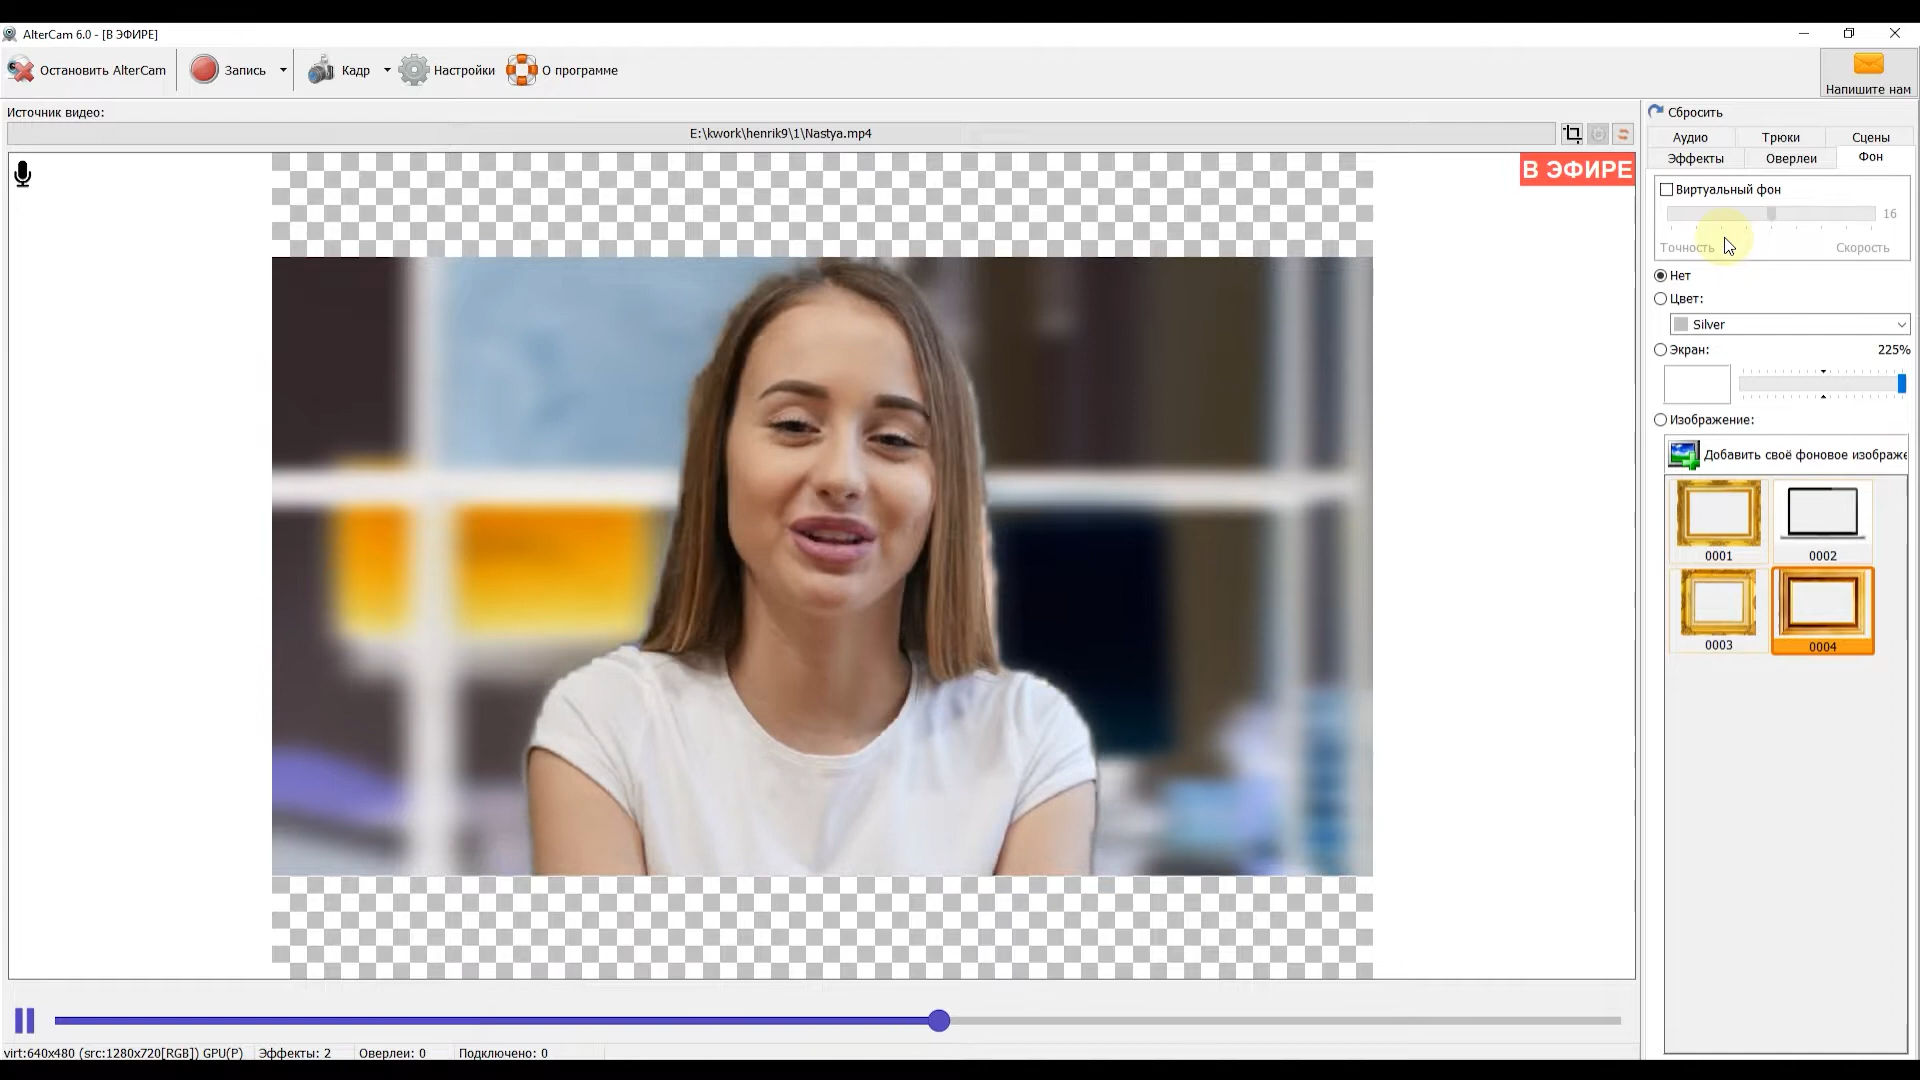 AlterCam 6.0 - [В ЭФИРЕ]
Остановить AlterCam
Запись
Кадр
Настройки
О программе
Напишите нам
Источник видео:
E:\kwork\henrik9\1\Nastya.mp4
В ЭФИРЕ
Сбросить
Аудио
Трюки
Сцены
Эффекты
Оверлеи
Фон
Виртуальный фон
16
Точность
Скорость
Нет
Цвет:
Silver
Экран:
225%
Изображение:
Добавить своё фоновое изображе
0001
0002
0003
0004
virt:640x480 (src:1280x720[RGB]) GPU(P)
Эффекты: 2
Оверлеи: 0
Подключено: 0